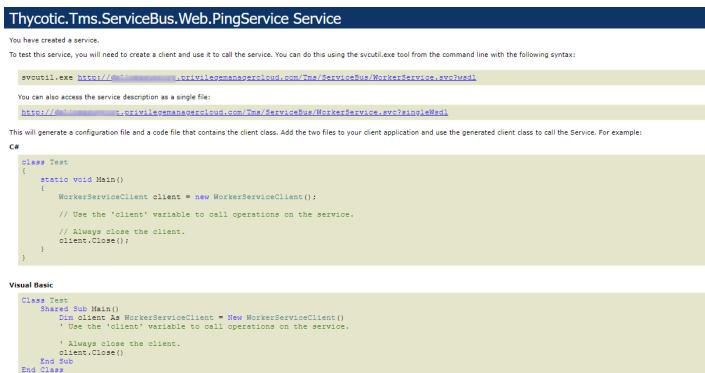 Thycotic.Tms.ServiceBus.Web.PingService Service
You have created a service.
To test this service, you will need to create a client and use it to call the service. You can do this using the svcutil.exe tool from the command line with the following syntax:
svcutil.exe http:// .privilegemanagercloud.com/Tms/ServiceBus/WorkerService.svc?wsdl
You can also access the service description as a single file:
http:// t.privilegemanagercloud.com/Tms/ServiceBus/WorkerService.svc?singleWsdl
This will generate a configuration file and a code file that contains the client class. Add the two files to your client application and use the generated client class to call the Service. For example:
C#
class Test
{
static void Main()
{
WorkerServiceClient client = new WorkerServiceClient();
// Use the 'client' variable to call operations on the service.
// Always close the client.
client.Close();
}
}
Visual Basic
Class Test
Shared Sub Main()
Dim client As WorkerServiceClient = New WorkerServiceClient()
' Use the 'client' variable to call operations on the service.
' Always close the client.
client.Close()
End Sub
End Class